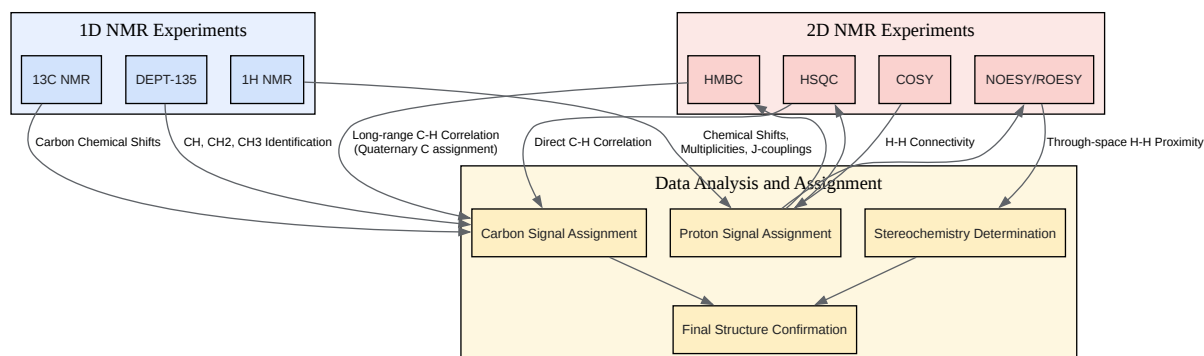 1D NMR Experiments
2D NMR Experiments
13C NMR
DEPT-135
1H NMR
HMBC
HSQC
COSY
NOESY/ROESY
Carbon Chemical Shifts
CH, CH2, CH3 Identification
Long-range C-H Correlation
(Quaternary C assignment)
Direct C-H Correlation
Chemical Shifts,
Multiplicities, J-couplings
H-H Connectivity
Through-space H-H Proximity
Data Analysis and Assignment
Carbon Signal Assignment
Proton Signal Assignment
Stereochemistry Determination
Final Structure Confirmation